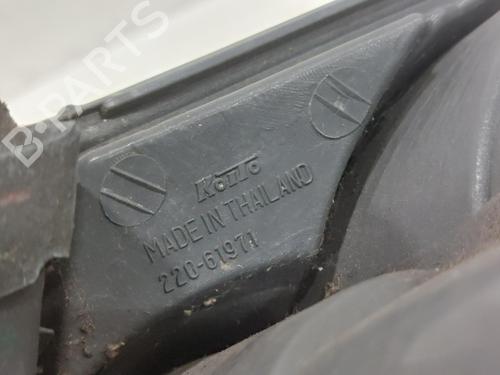 B-PARTS
KOITO
MADE IN THAILAND
220-61971